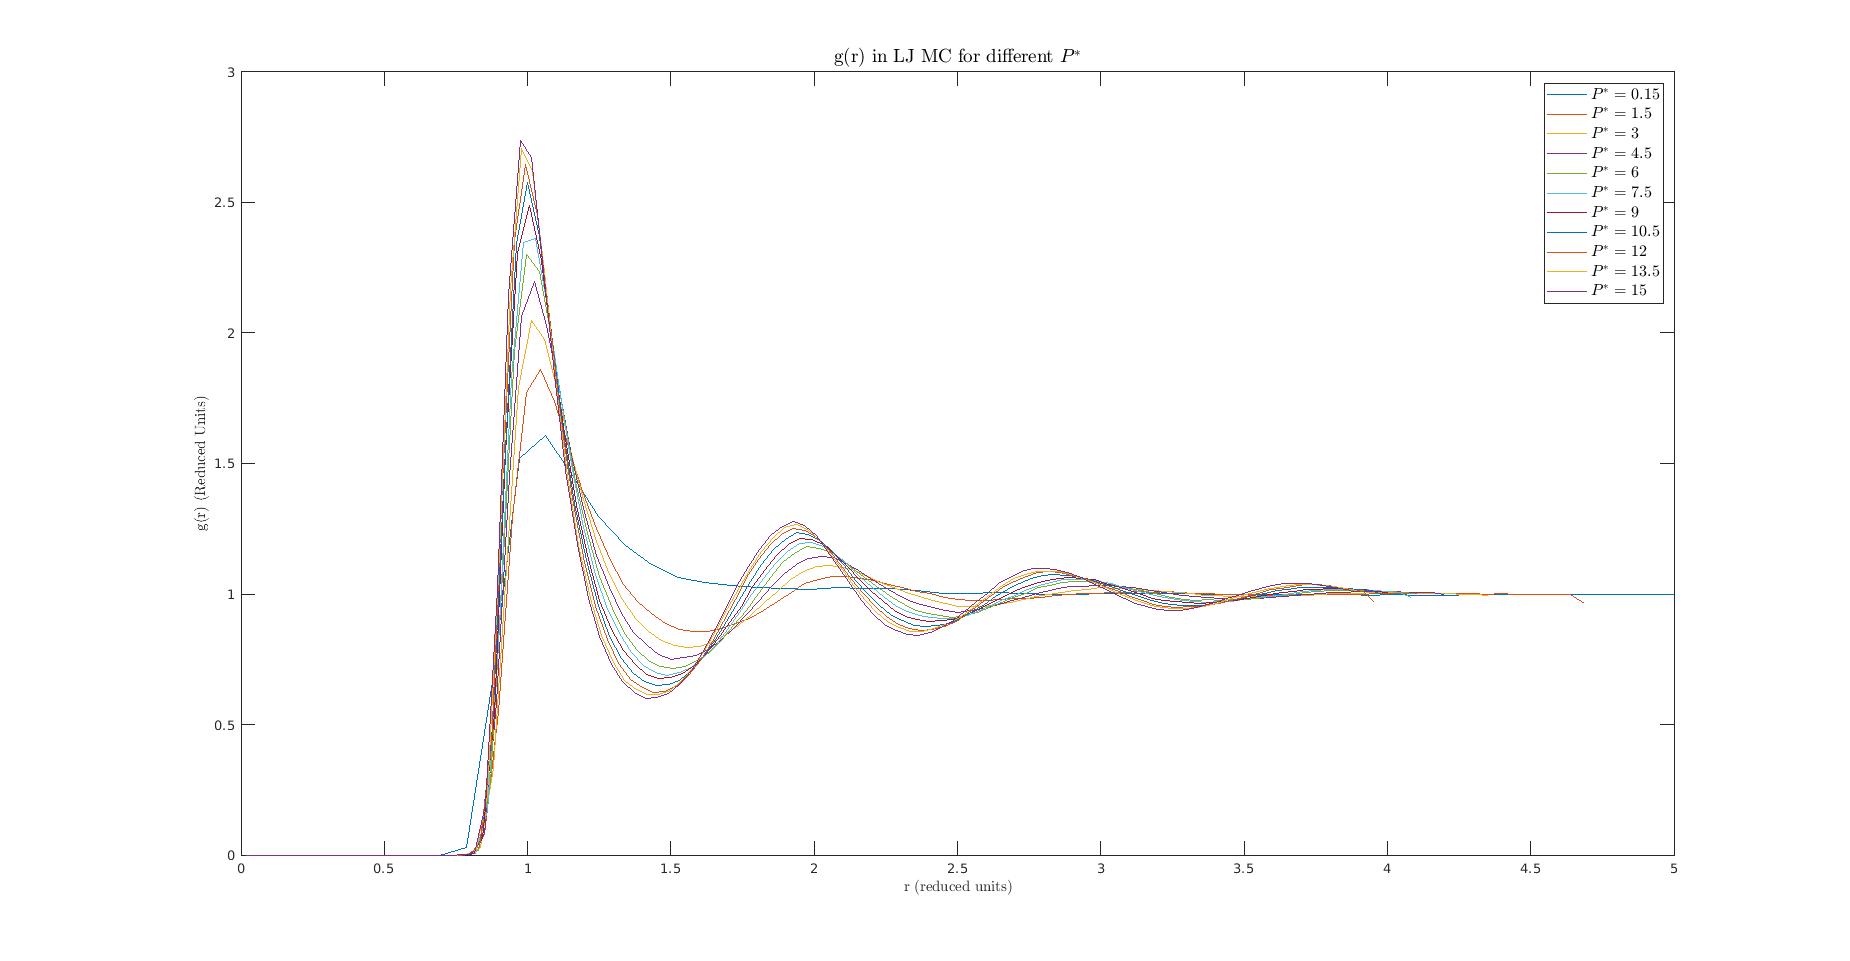 g(r) in LJ MC for different P*
3
2.5
2
1.5
1
0.5
0
g(r) (Reduced Units)
P* = 0.15
P* = 1.5
P* = 3
P* = 4.5
P* = 6
P* = 7.5
P* = 9
P* = 10.5
P* = 12
P* = 13.5
P* = 15
0 0.5 1 1.5 2 2.5 3 3.5 4 4.5 5
r (reduced units)